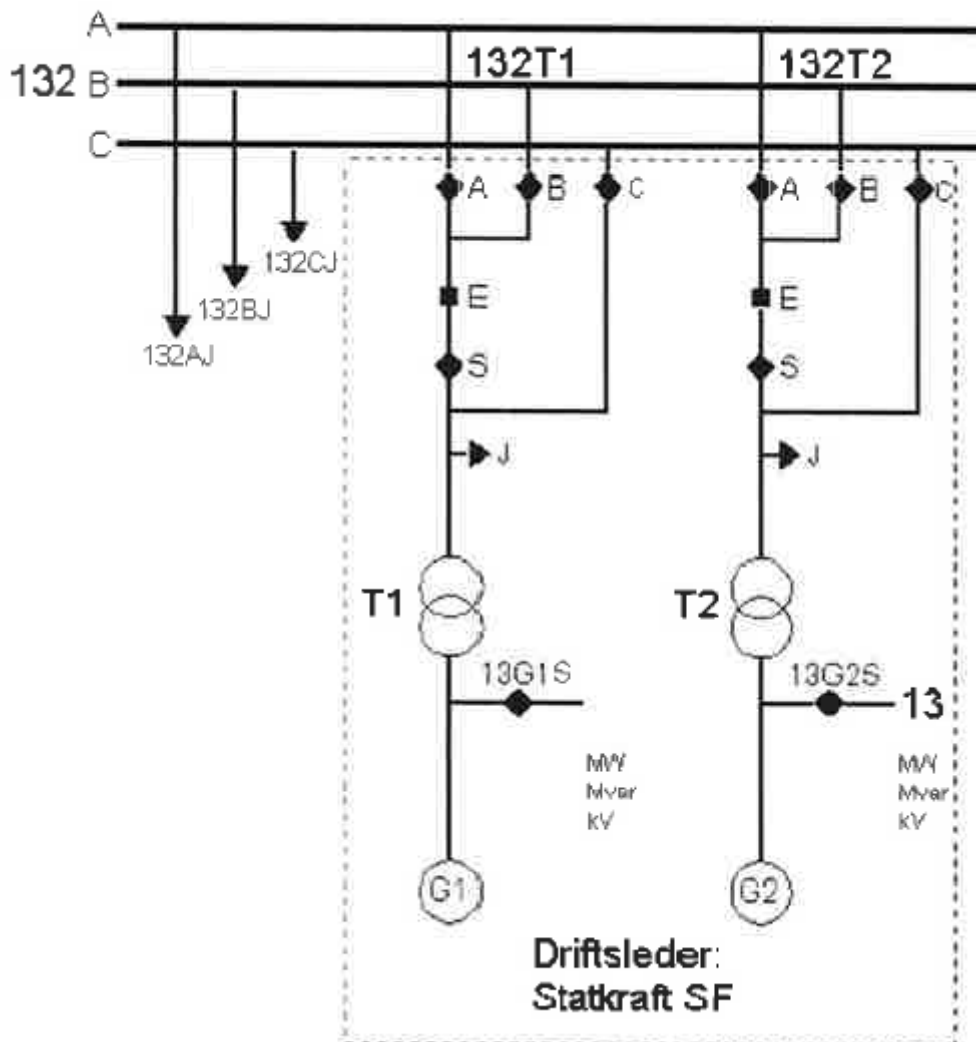 A
132T1 132T2
132 B
C
A B C A B C
132CJ
E E
132BJ
132AJ
S S
J J
T1 T2
13G1S 13G2S
13
MW MW
Mvar Mvar
kV kV
G1 G2
Driftsleder:
Statkraft SF